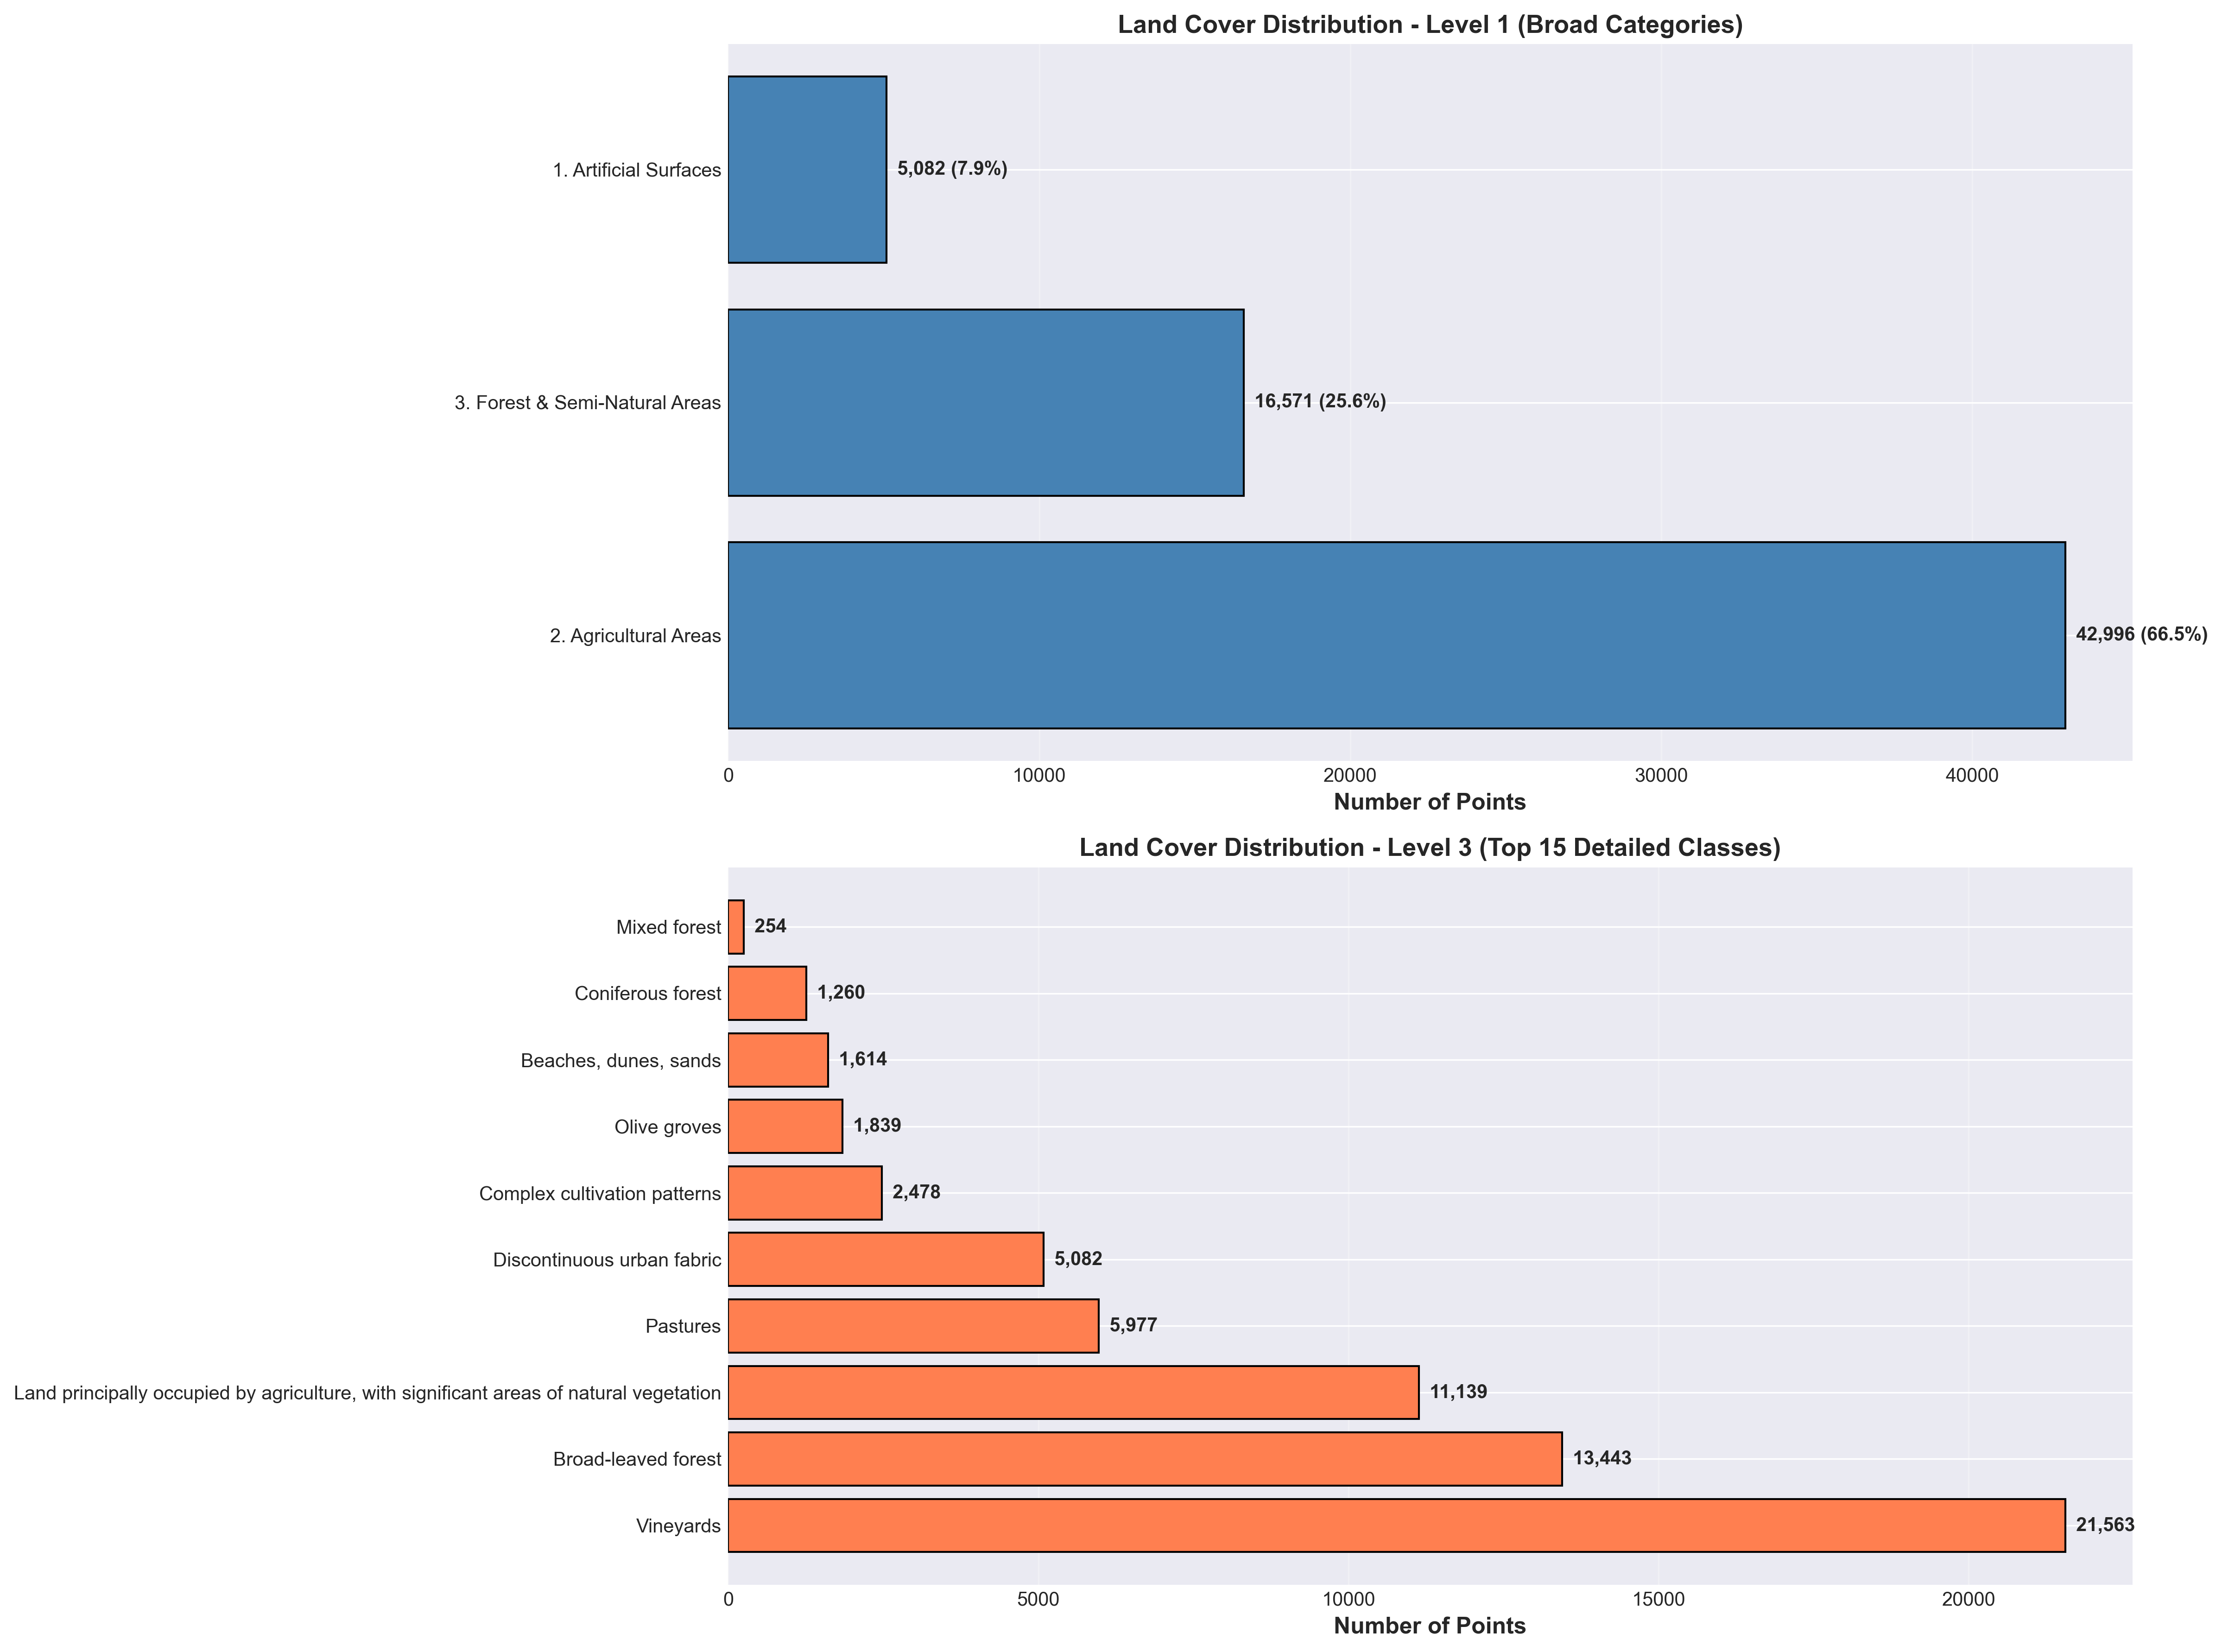 Land Cover Distribution - Level 1 (Broad Categories)
1. Artificial Surfaces
5,082 (7.9%)
3. Forest & Semi-Natural Areas
16,571 (25.6%)
2. Agricultural Areas
42,996 (66.5%)
0 10000 20000 30000 40000
Number of Points
Land Cover Distribution - Level 3 (Top 15 Detailed Classes)
Mixed forest
254
Coniferous forest
1,260
Beaches, dunes, sands
1,614
Olive groves
1,839
Complex cultivation patterns
2,478
Discontinuous urban fabric
5,082
Pastures
5,977
Land principally occupied by agriculture, with significant areas of natural vegetation
11,139
Broad-leaved forest
13,443
Vineyards
21,563
0 5000 10000 15000 20000
Number of Points